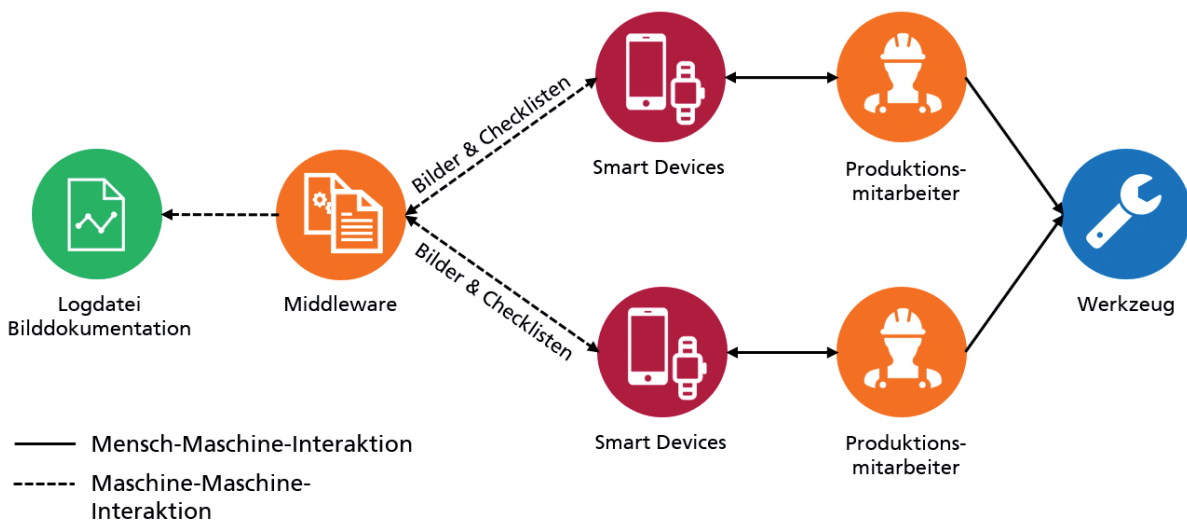 Bilder & Checklisten
Smart Devices
Produktions-
mitarbeiter
Logdatei
Bilddokumentation
Middleware
Werkzeug
Bilder & Checklisten
Smart Devices
Produktions-
mitarbeiter
Mensch-Maschine-Interaktion
Maschine-Maschine-
Interaktion